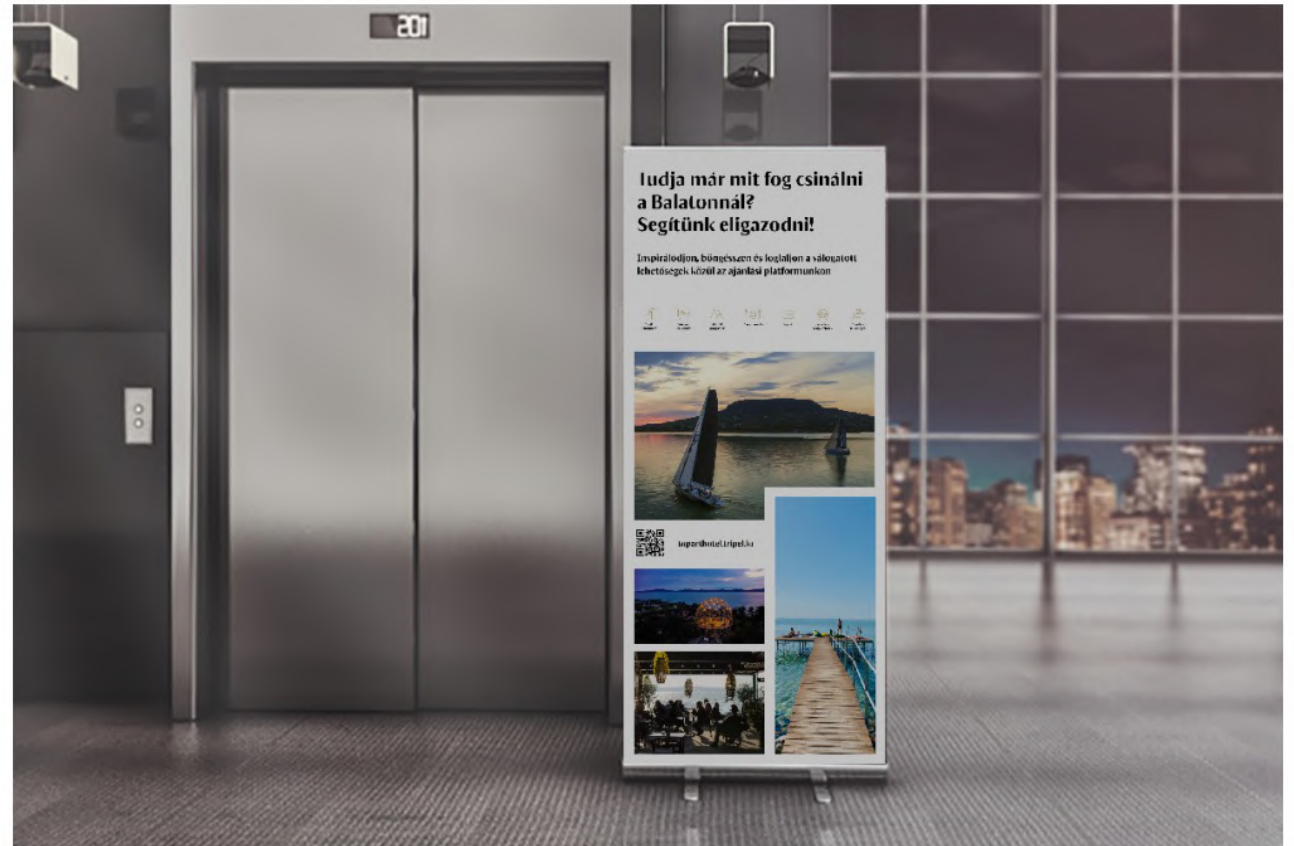 201
Tudja már mit fog csinálni
a Balatonnál?
Segítünk eligazodni!
Inspirálódjon, böngésszen és foglaljon a válogatott
lehetőségek közül az ajánlási platformunkon